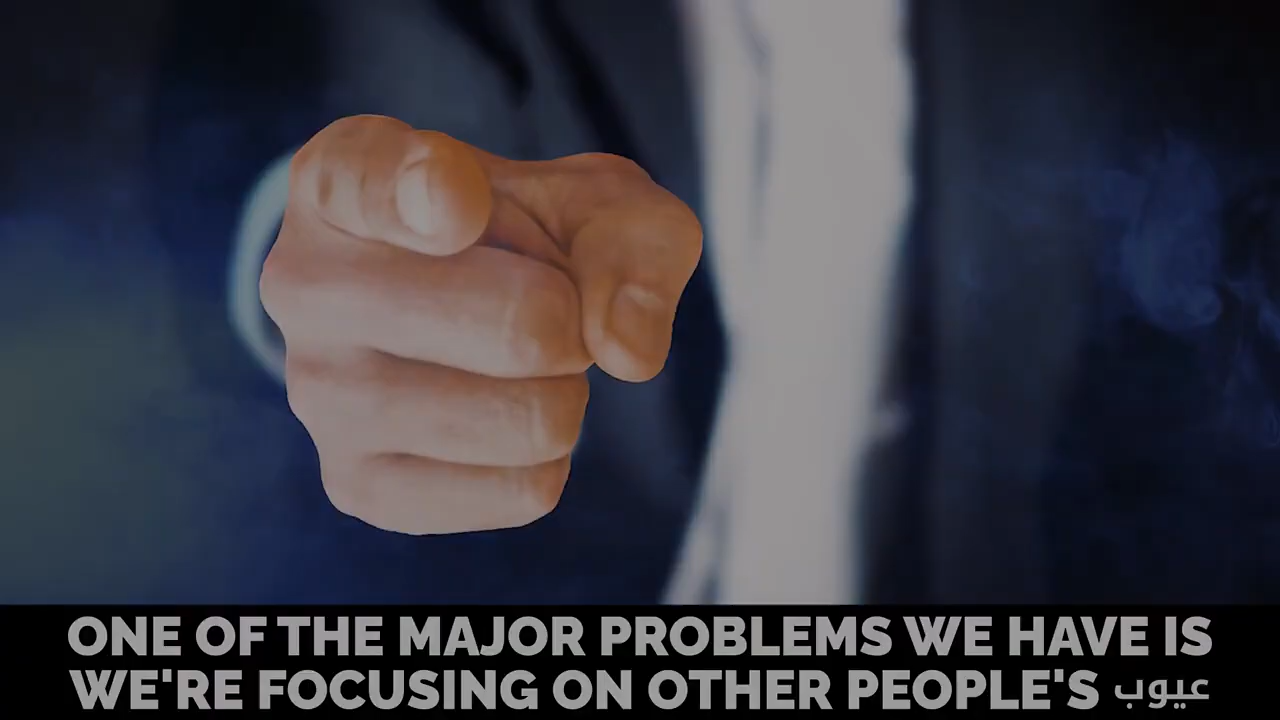 ONE OF THE MAJOR PROBLEMS WE HAVE IS
WE'RE FOCUSING ON OTHER PEOPLE'S عيوب